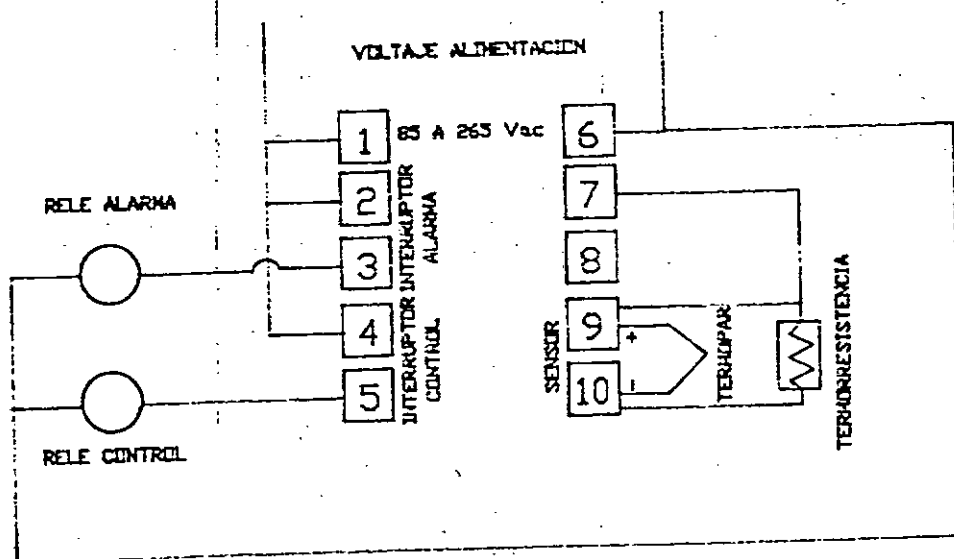 VOLTAJE ALIMENTACION
1 85 A 265 Vac 6
2 7
RELE ALARMA
INTERRUPTOR
ALARMA
3 8
4 9
INTERRUPTOR
CONTROL
5 10
SENSOR
+
-
TERMOPAR
TERMORRESISTENCIA
RELE CONTROL